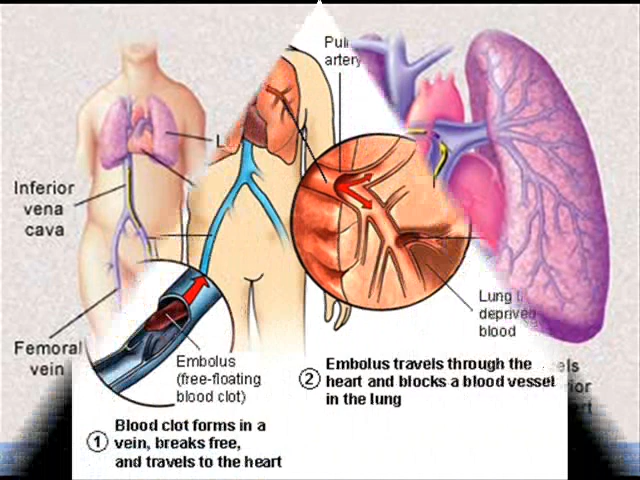 artery
Inferior
vena
cava
Lung
deprived
blood
Femoral
vein
Embolus
(free-floating
blood clot)
2 Embolus travels through the
heart and blocks a blood vessel
in the lung
1 Blood clot forms in a
vein, breaks free,
and travels to the heart